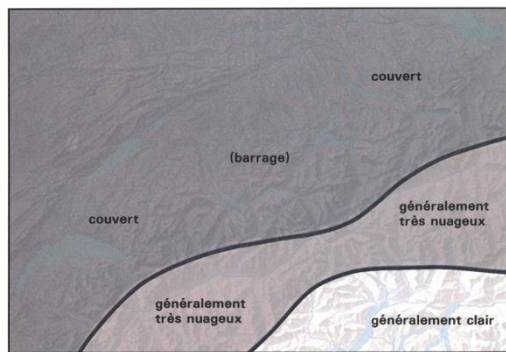 couvert
(barrage)
couvert
généralement
très nuageux
généralement
très nuageux
généralement clair